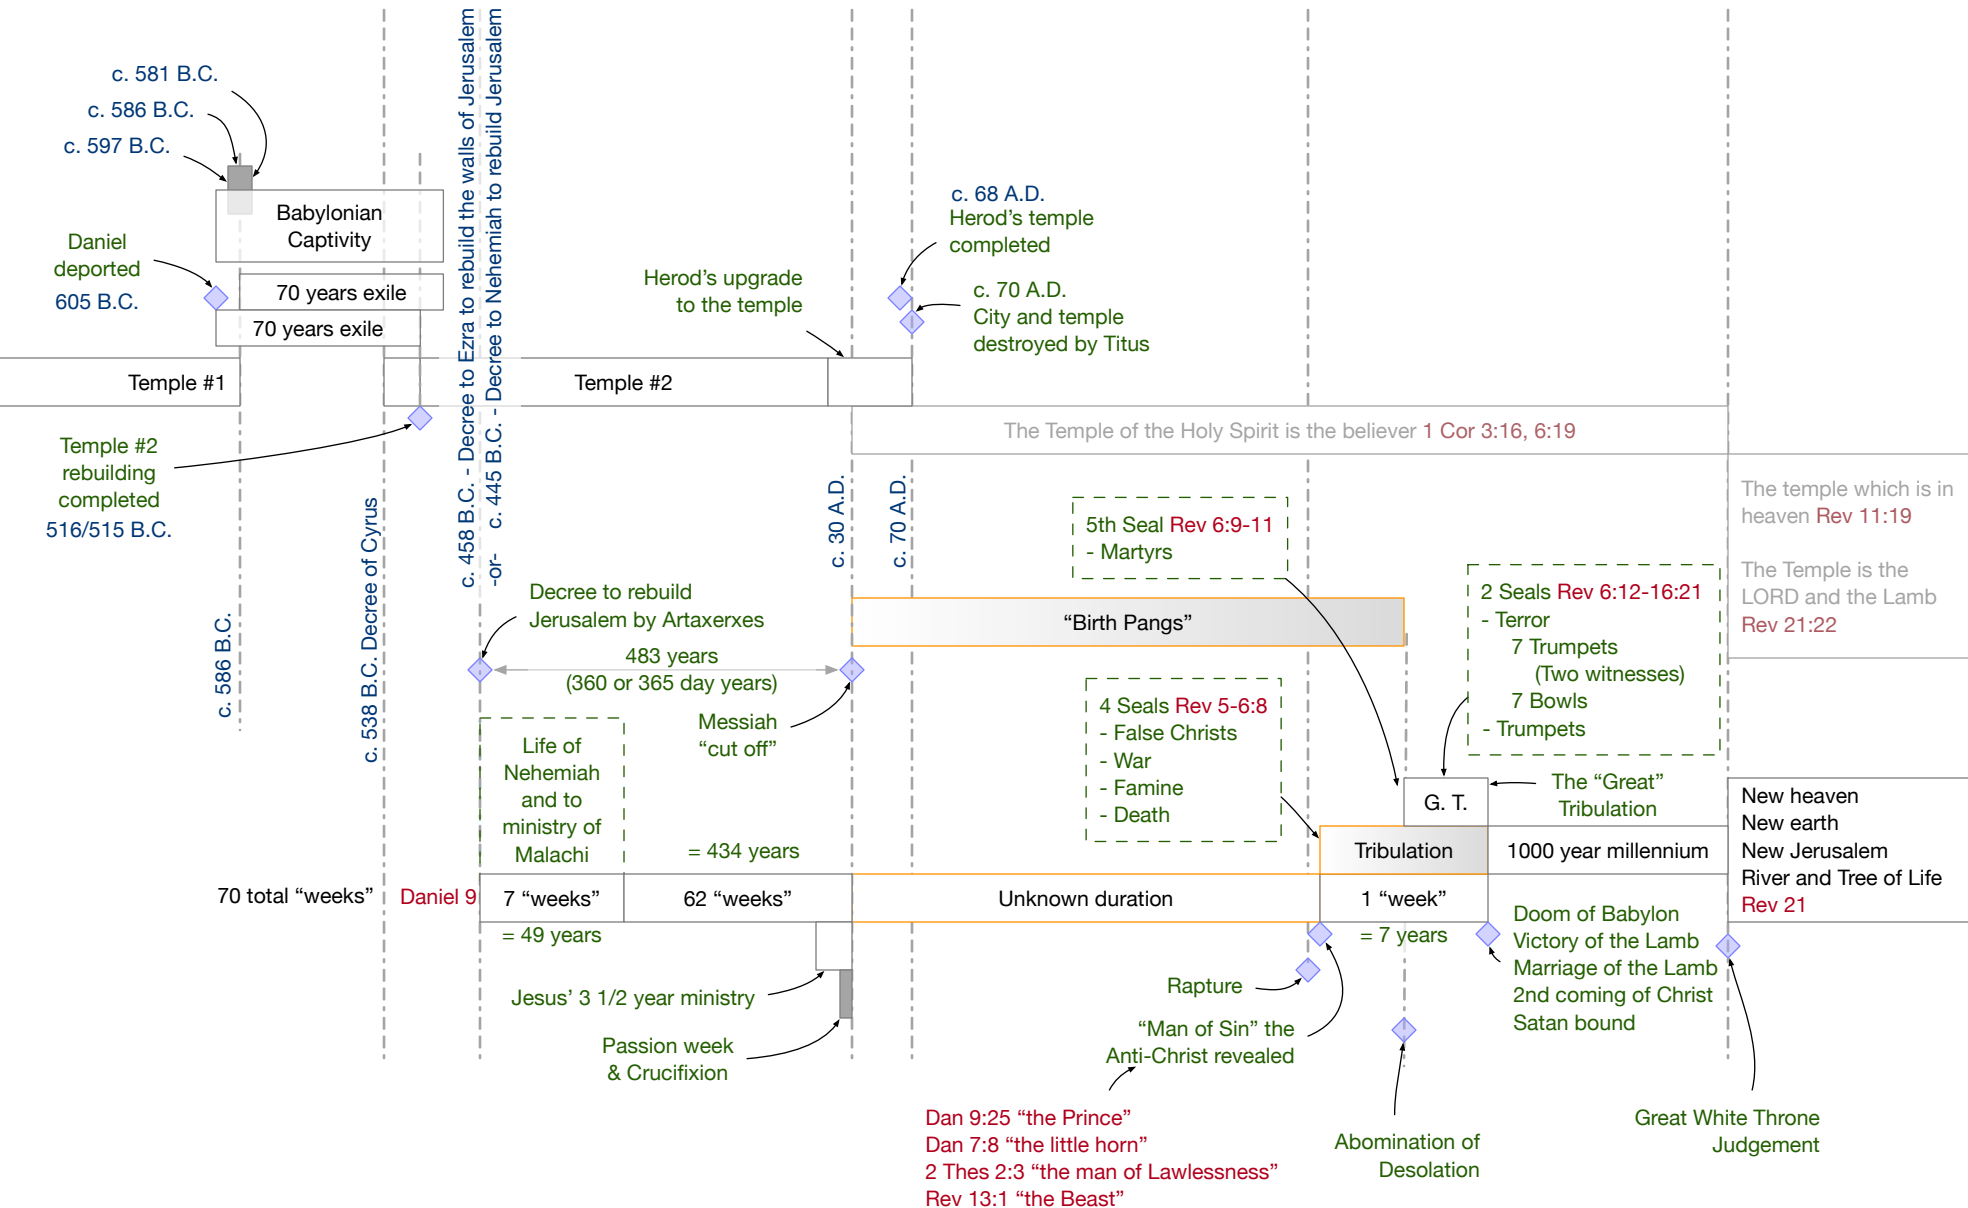 c. 581 B.C.
c. 586 B.C.
c. 597 B.C.
Babylonian
Captivity
Daniel
deported
605 B.C.
70 years exile
70 years exile
Temple #1
Temple #2
rebuilding
completed
516/515 B.C.
c. 586 B.C.
c. 538 B.C. Decree of Cyrus
c. 458 B.C. - Decree to Ezra to rebuild the walls of Jerusalem
-or- c. 445 B.C. - Decree to Nehemiah to rebuild Jerusalem
Temple #2
Herod’s upgrade
to the temple
c. 68 A.D.
Herod’s temple
completed
c. 70 A.D.
City and temple
destroyed by Titus
The Temple of the Holy Spirit is the believer 1 Cor 3:16, 6:19
The temple which is in
heaven Rev 11:19
The Temple is the
LORD and the Lamb
Rev 21:22
c. 30 A.D.
c. 70 A.D.
5th Seal Rev 6:9-11
- Martyrs
2 Seals Rev 6:12-16:21
- Terror
7 Trumpets
(Two witnesses)
7 Bowls
- Trumpets
Decree to rebuild
Jerusalem by Artaxerxes
“Birth Pangs”
483 years
(360 or 365 day years)
Messiah
“cut off”
4 Seals Rev 5-6:8
- False Christs
- War
- Famine
- Death
Life of
Nehemiah
and to
ministry of
Malachi
= 434 years
G. T.
The “Great”
Tribulation
Tribulation
1000 year millennium
New heaven
New earth
New Jerusalem
River and Tree of Life
Rev 21
70 total “weeks”
Daniel 9
7 “weeks”
62 “weeks”
Unknown duration
1 “week”
= 49 years
= 7 years
Doom of Babylon
Victory of the Lamb
Marriage of the Lamb
2nd coming of Christ
Satan bound
Jesus’ 3 1/2 year ministry
Passion week
& Crucifixion
Rapture
“Man of Sin” the
Anti-Christ revealed
Dan 9:25 “the Prince”
Dan 7:8 “the little horn”
2 Thes 2:3 “the man of Lawlessness”
Rev 13:1 “the Beast”
Abomination of
Desolation
Great White Throne
Judgement